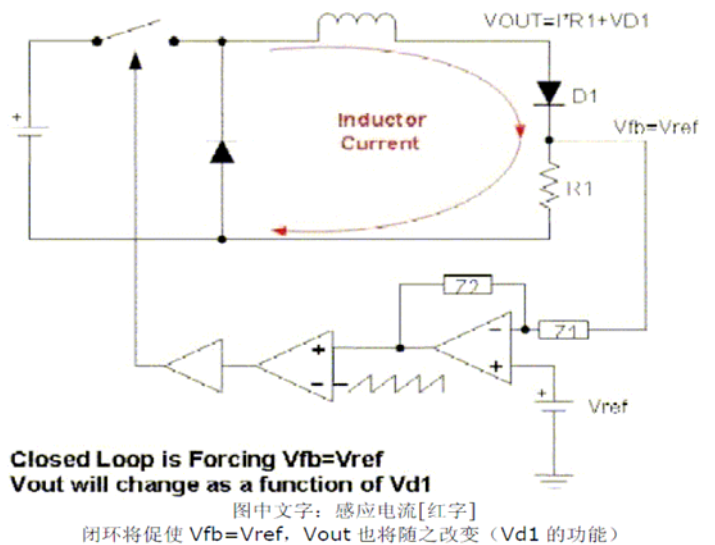 VOUT=I*R1+VD1
D1
Inductor
Current
Vfb=Vref
R1
Z2
Z1
Vref
Closed Loop is Forcing Vfb=Vref
Vout will change as a function of Vd1
图中文字：感应电流[红字]
闭环将促使 Vfb=Vref，Vout 也将随之改变（Vd1 的功能）